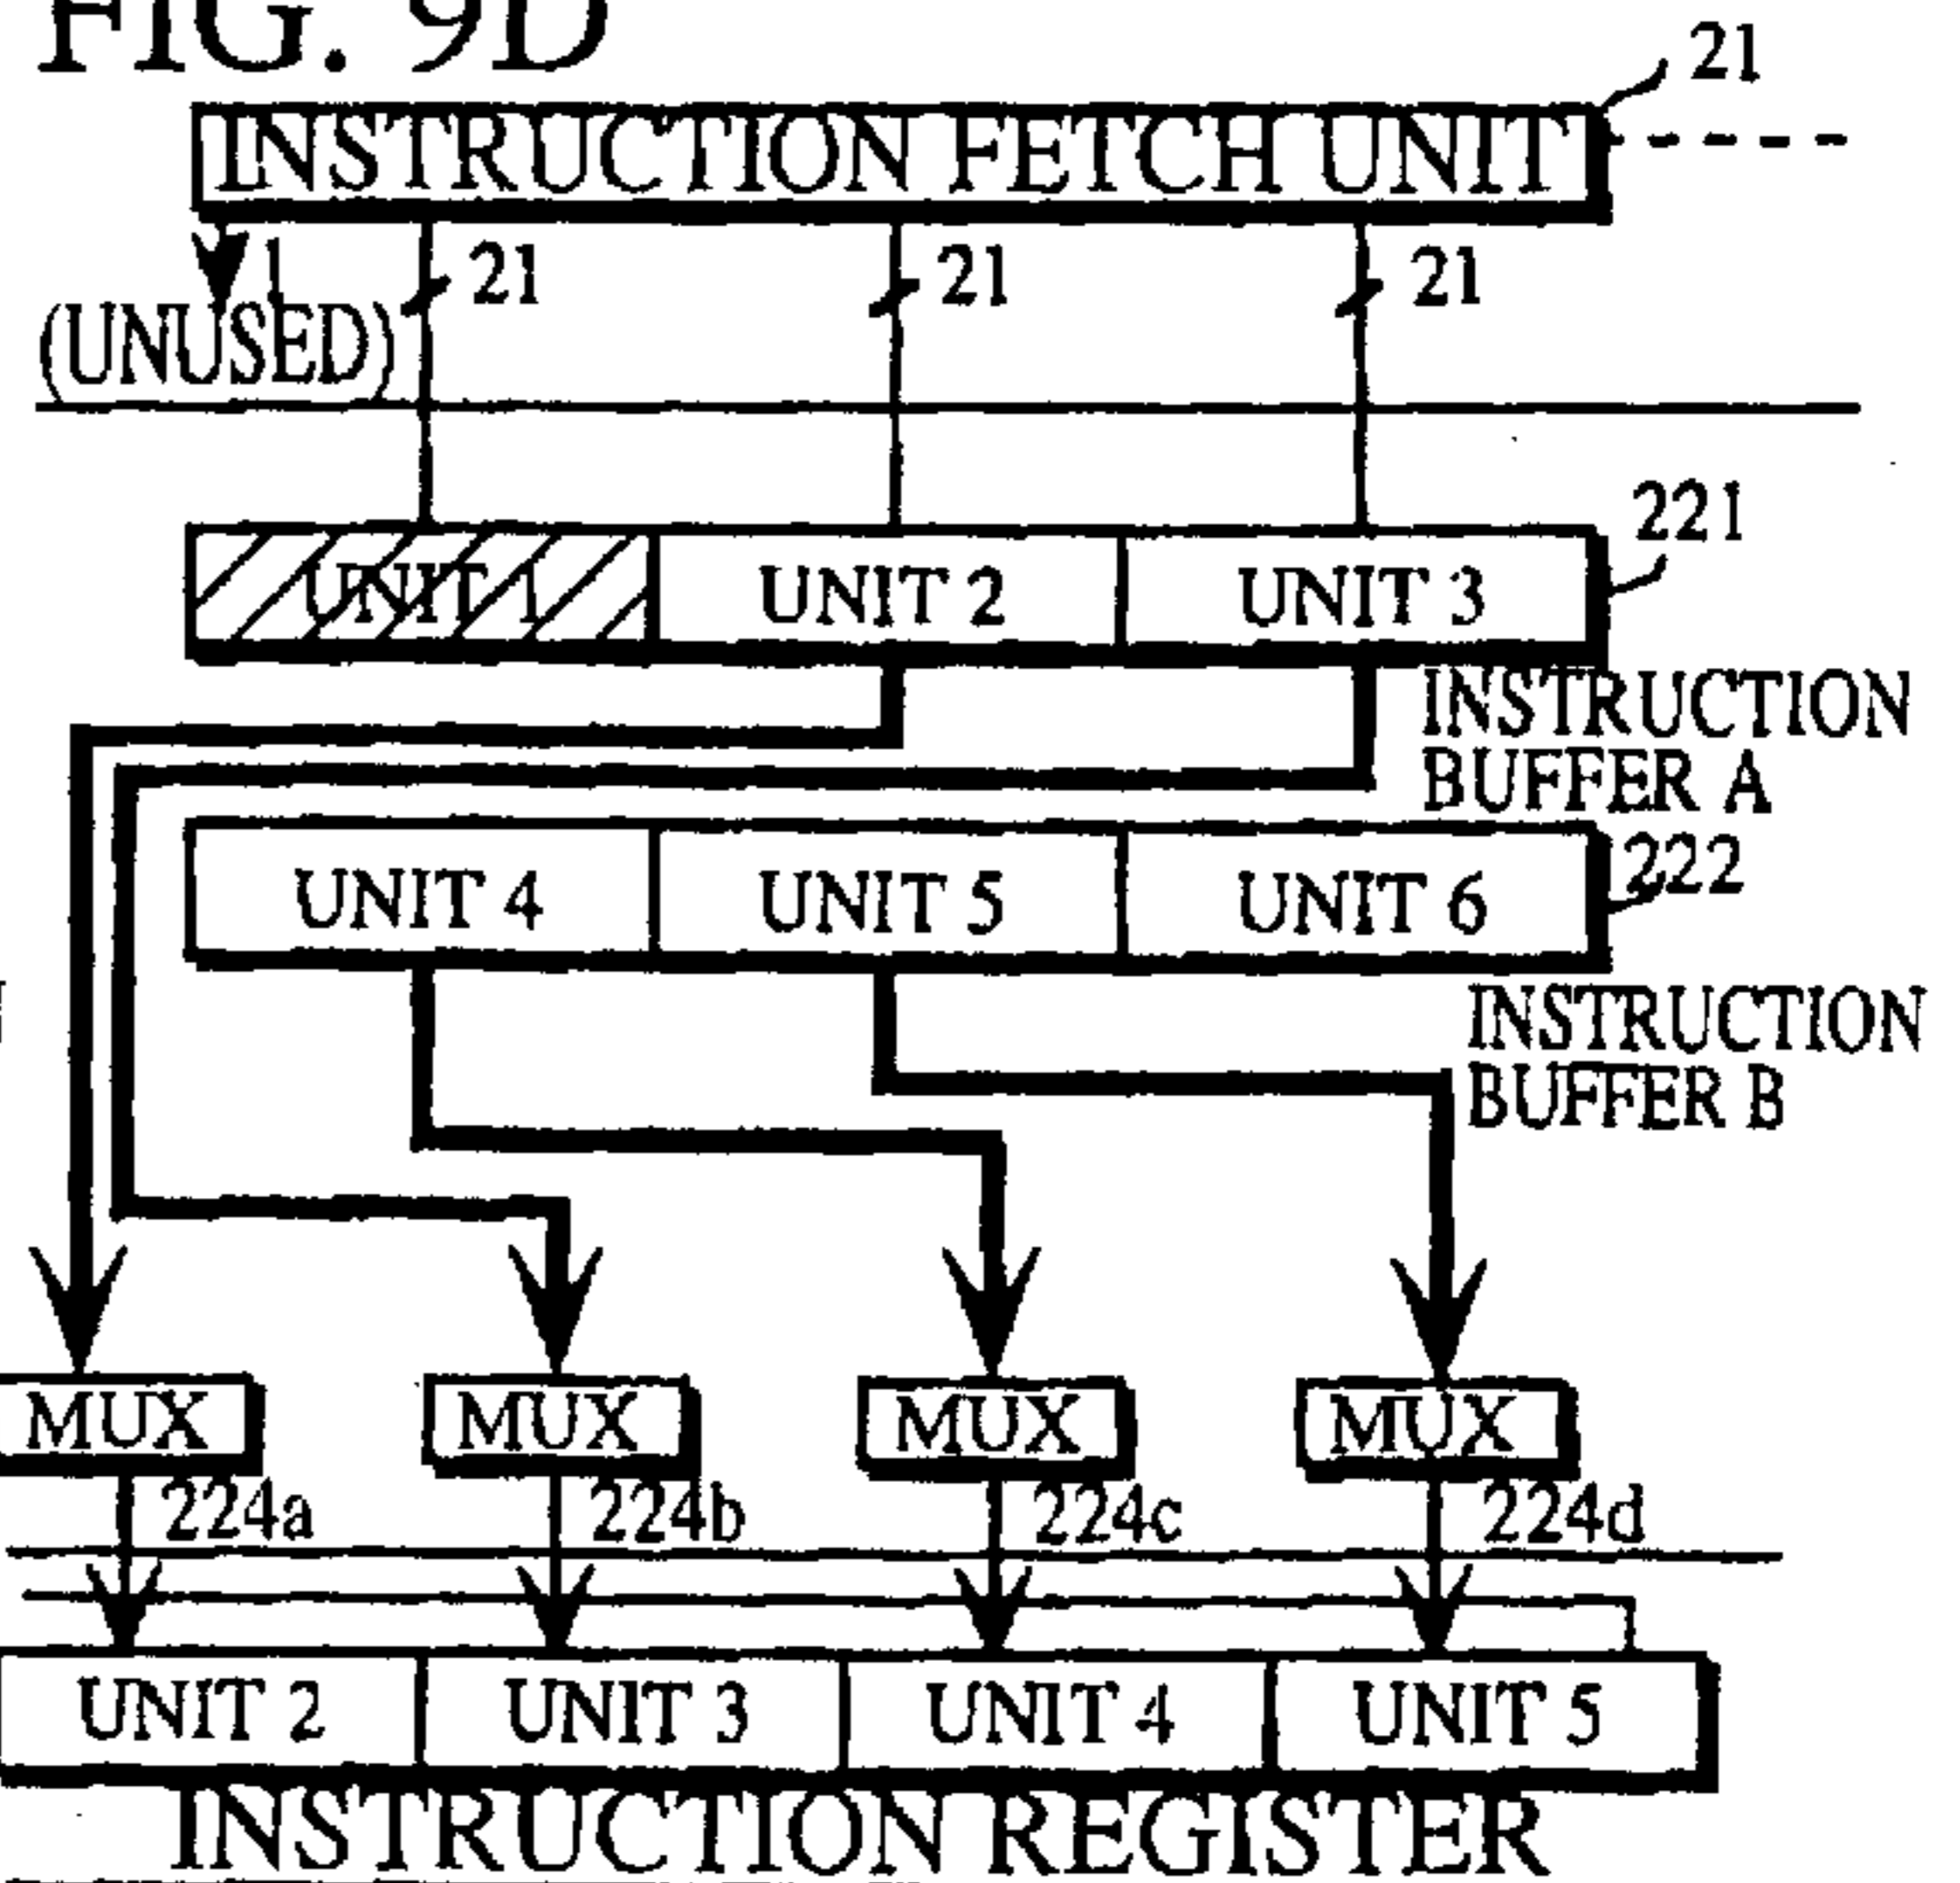 FIG. 9D
21
INSTRUCTION FETCH UNIT
1 21 21 21
(UNUSED)
221
UNIT 1 UNIT 2 UNIT 3
INSTRUCTION
BUFFER A
222
UNIT 4 UNIT 5 UNIT 6
INSTRUCTION
BUFFER B
MUX MUX MUX MUX
224a 224b 224c 224d
UNIT 2 UNIT 3 UNIT 4 UNIT 5
INSTRUCTION REGISTER